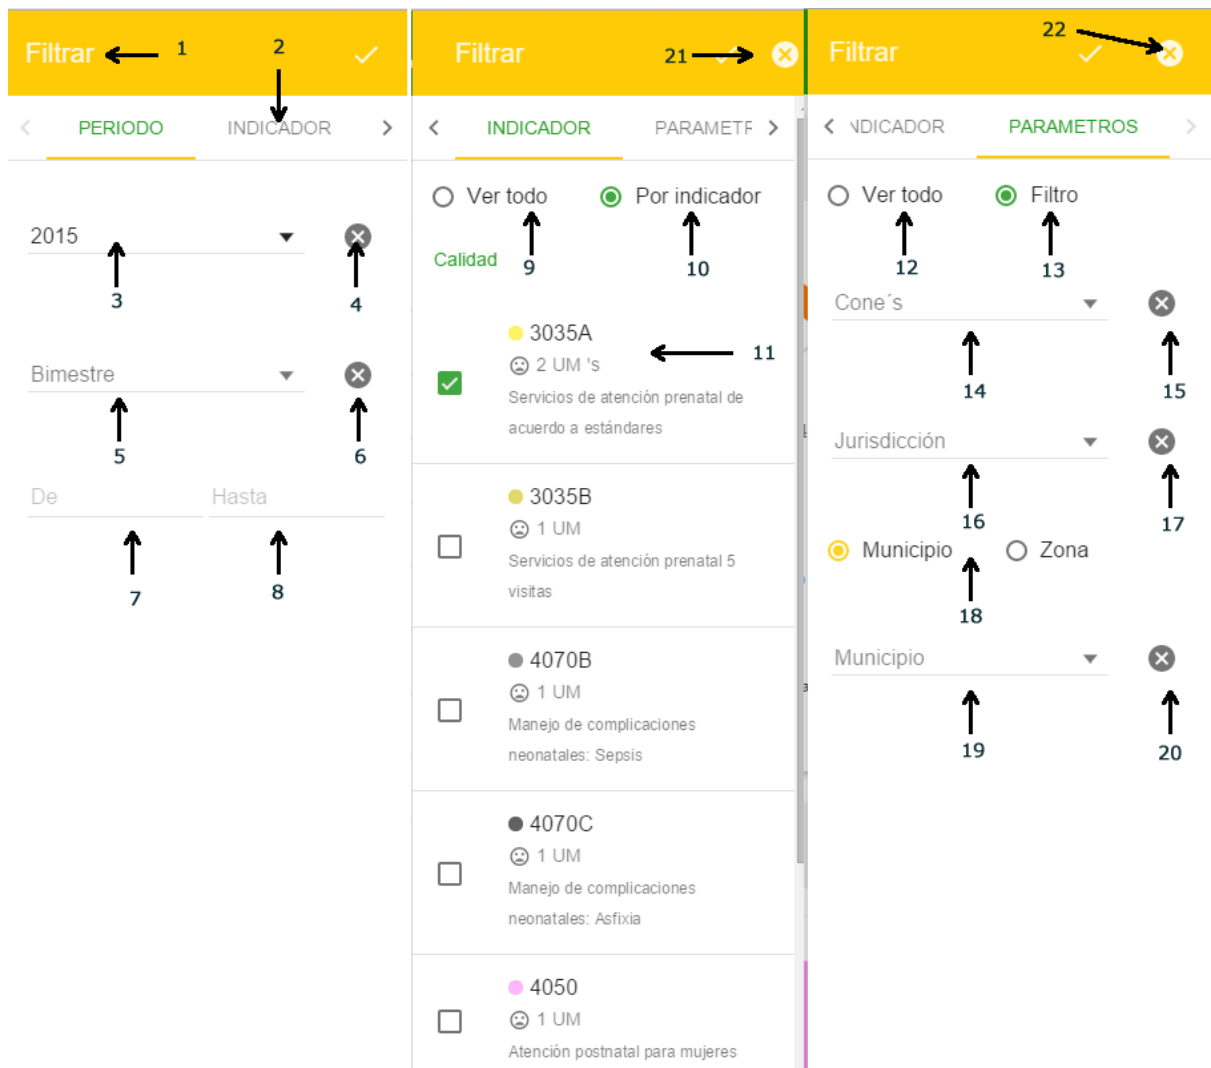 Filtrar 1 2
PERIODO INDICADOR
2015
3 4
Bimestre
5 6
De Hasta
7 8
Filtrar 21
INDICADOR PARAMETR
Ver todo Por indicador
Calidad 9 10
3035A
2 UM 's 11
Servicios de atención prenatal de
acuerdo a estándares
3035B
1 UM
Servicios de atención prenatal 5
visitas
4070B
1 UM
Manejo de complicaciones
neonatales: Sepsis
4070C
1 UM
Manejo de complicaciones
neonatales: Asfixia
4050
1 UM
Atención postnatal para mujeres
22
Filtrar
NDICADOR PARAMETROS
Ver todo Filtro
12 13
Cone´s
14 15
Jurisdicción
16 17
Municipio Zona
18
Municipio
19 20